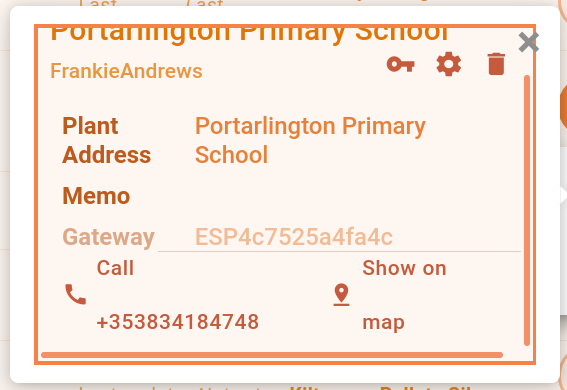 Portarlington Primary School
FrankieAndrews
Plant Portarlington Primary
Address School
Memo
Gateway ESP4c7525a4fa4c
Call Show on
+353834184748 map